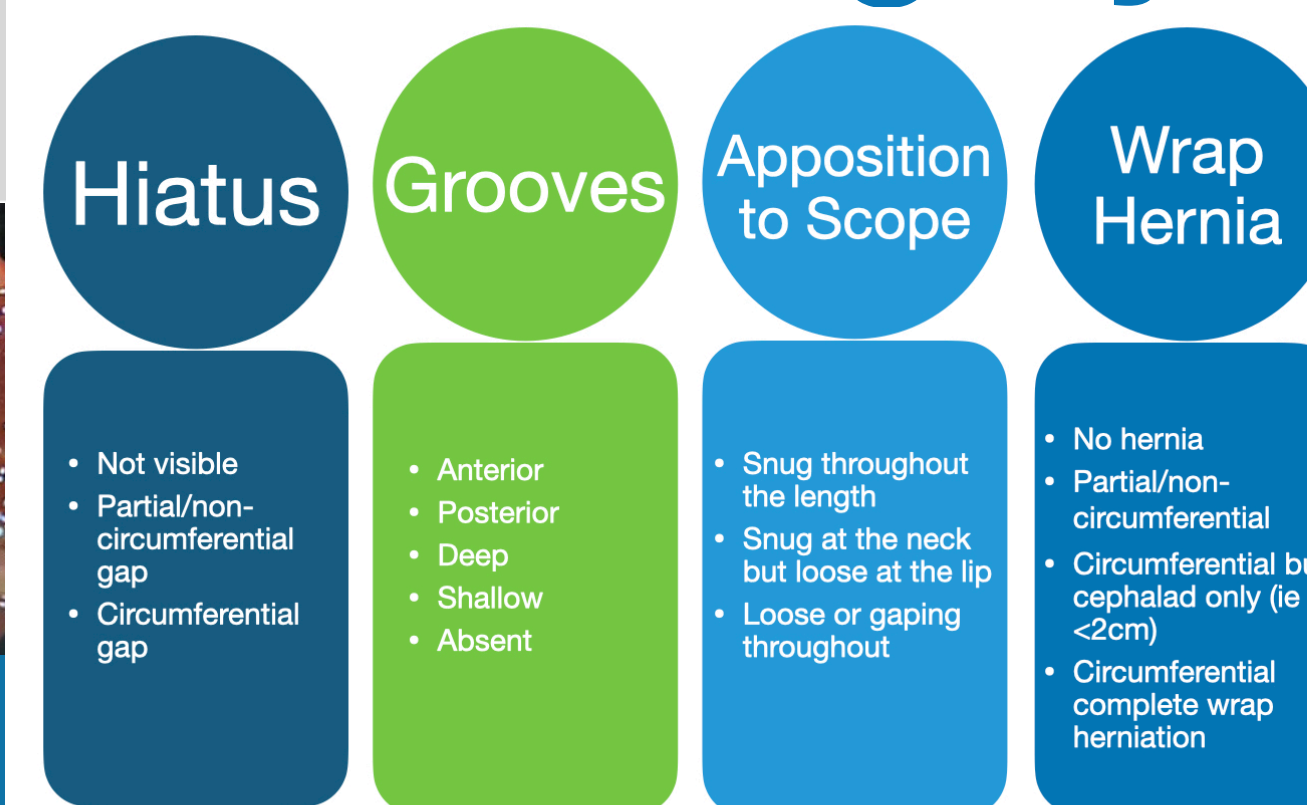 Hiatus
Grooves
Apposition
to Scope
Wrap
Hernia
• Not visible
• Partial/non-
circumferential
gap
• Circumferential
gap
• Anterior
• Posterior
• Deep
• Shallow
• Absent
• Snug throughout
the length
• Snug at the neck
but loose at the lip
• Loose or gaping
throughout
• No hernia
• Partial/non-
circumferential
• Circumferential
cephalad only (ie
<2cm)
• Circumferential
complete wrap
herniation